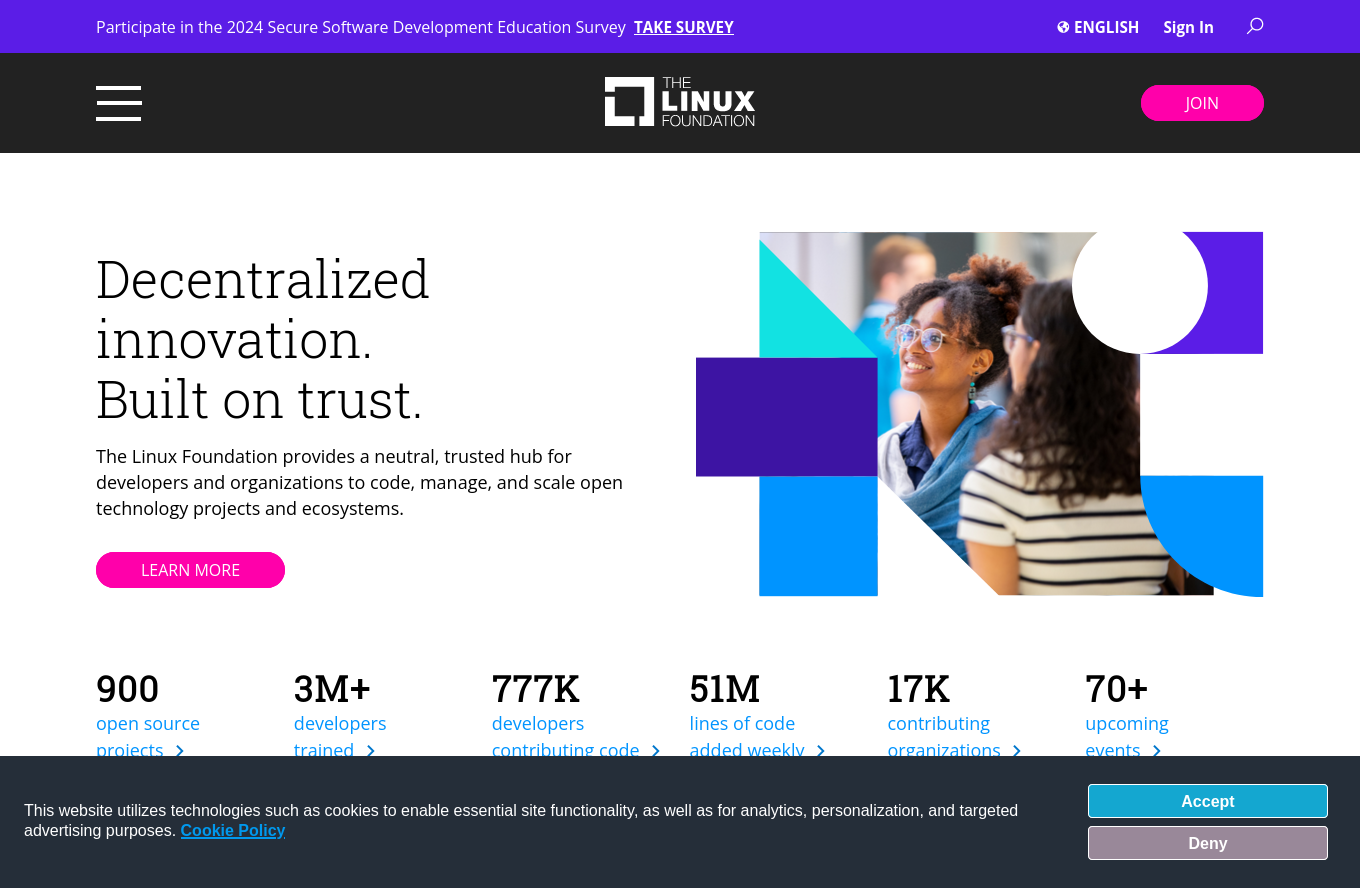 Participate in the 2024 Secure Software Development Education Survey TAKE SURVEY
ENGLISH
Sign In
THE
LINUX
FOUNDATION
JOIN
Decentralized
innovation.
Built on trust.
The Linux Foundation provides a neutral, trusted hub for
developers and organizations to code, manage, and scale open
technology projects and ecosystems.
LEARN MORE
900
open source
projects
3M+
developers
trained
777K
developers
contributing code
51M
lines of code
added weekly
17K
contributing
organizations
70+
upcoming
events
This website utilizes technologies such as cookies to enable essential site functionality, as well as for analytics, personalization, and targeted
advertising purposes. Cookie Policy
Accept
Deny